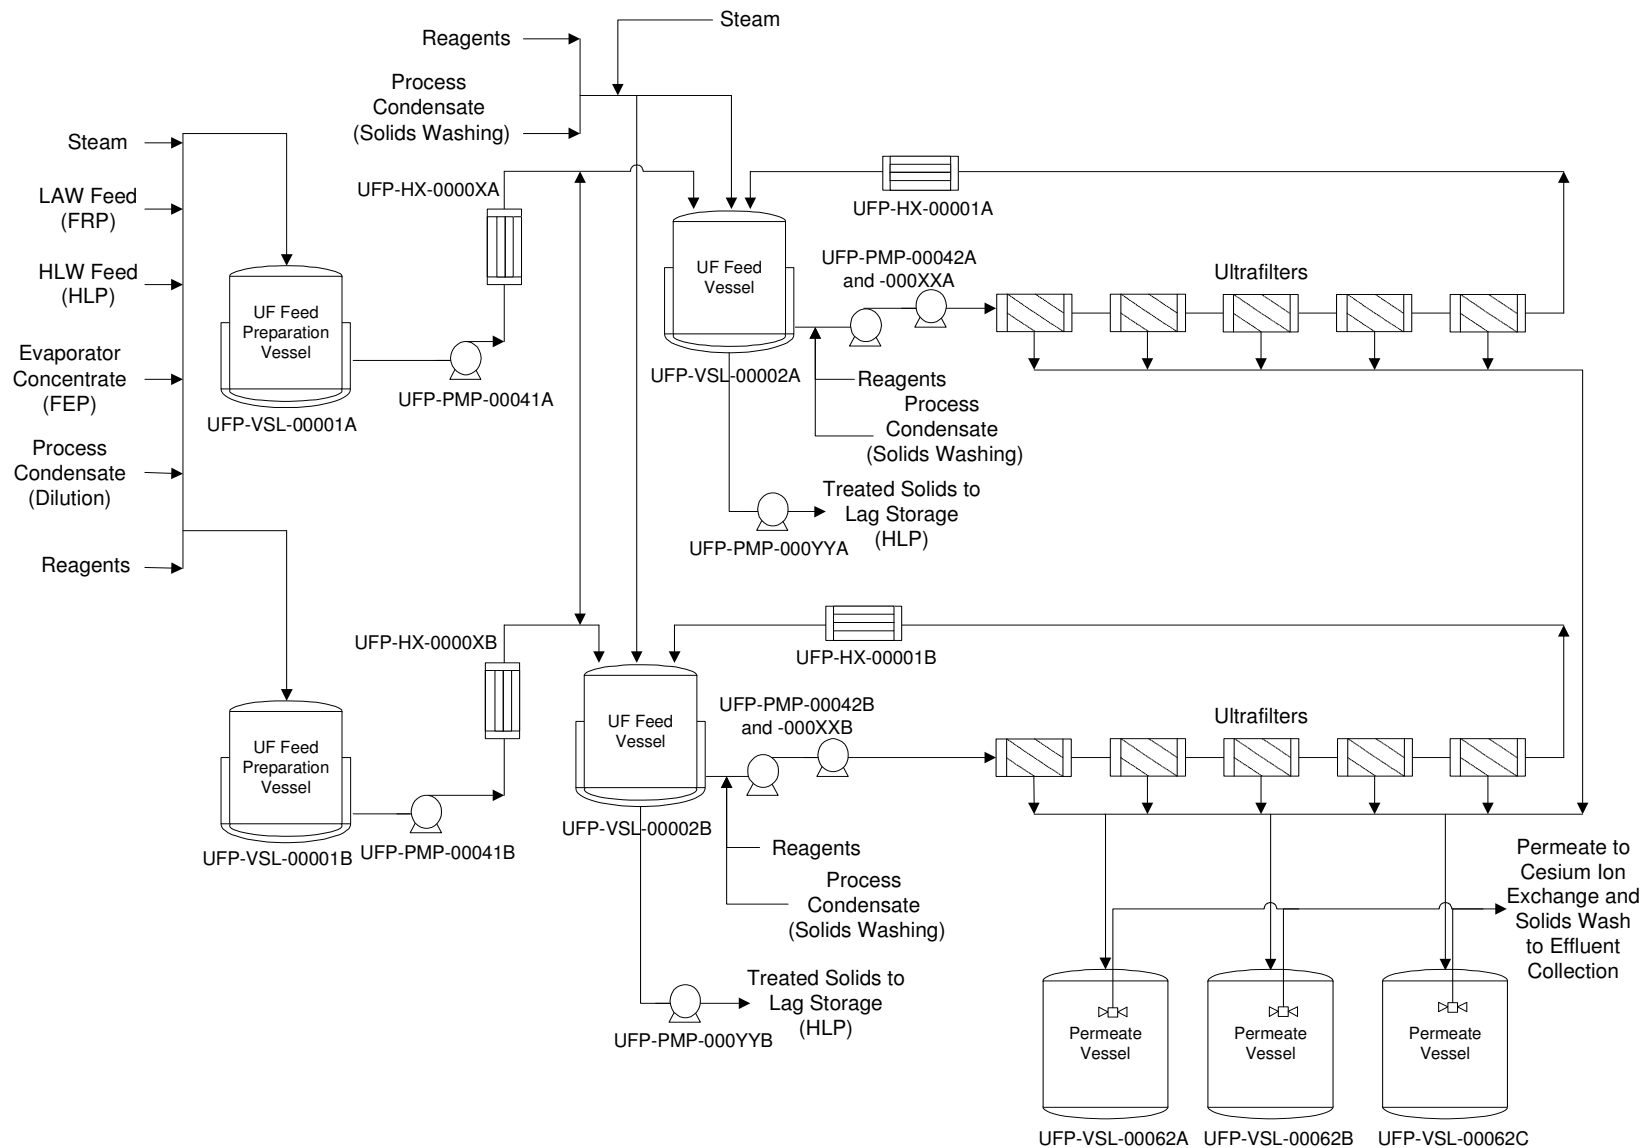 Steam
Reagents
Process
Condensate
(Solids Washing)
Steam
LAW Feed
(FRP)
HLW Feed
(HLP)
Evaporator
Concentrate
(FEP)
Process
Condensate
(Dilution)
Reagents
UF Feed
Preparation
Vessel
UFP-VSL-00001A
UFP-PMP-00041A
UFP-HX-0000XA
UF Feed
Vessel
UFP-VSL-00002A
UFP-HX-00001A
UFP-PMP-00042A
and -000XXA
Ultrafilters
Reagents
Process
Condensate
(Solids Washing)
Treated Solids to
Lag Storage
(HLP)
UFP-PMP-000YYA
UFP-HX-0000XB
UF Feed
Preparation
Vessel
UFP-VSL-00001B
UFP-PMP-00041B
UF Feed
Vessel
UFP-VSL-00002B
UFP-HX-00001B
UFP-PMP-00042B
and -000XXB
Ultrafilters
Reagents
Process
Condensate
(Solids Washing)
Treated Solids to
Lag Storage
(HLP)
UFP-PMP-000YYB
Permeate to
Cesium Ion
Exchange and
Solids Wash
to Effluent
Collection
Permeate
Vessel
Permeate
Vessel
Permeate
Vessel
UFP-VSL-00062A
UFP-VSL-00062B
UFP-VSL-00062C